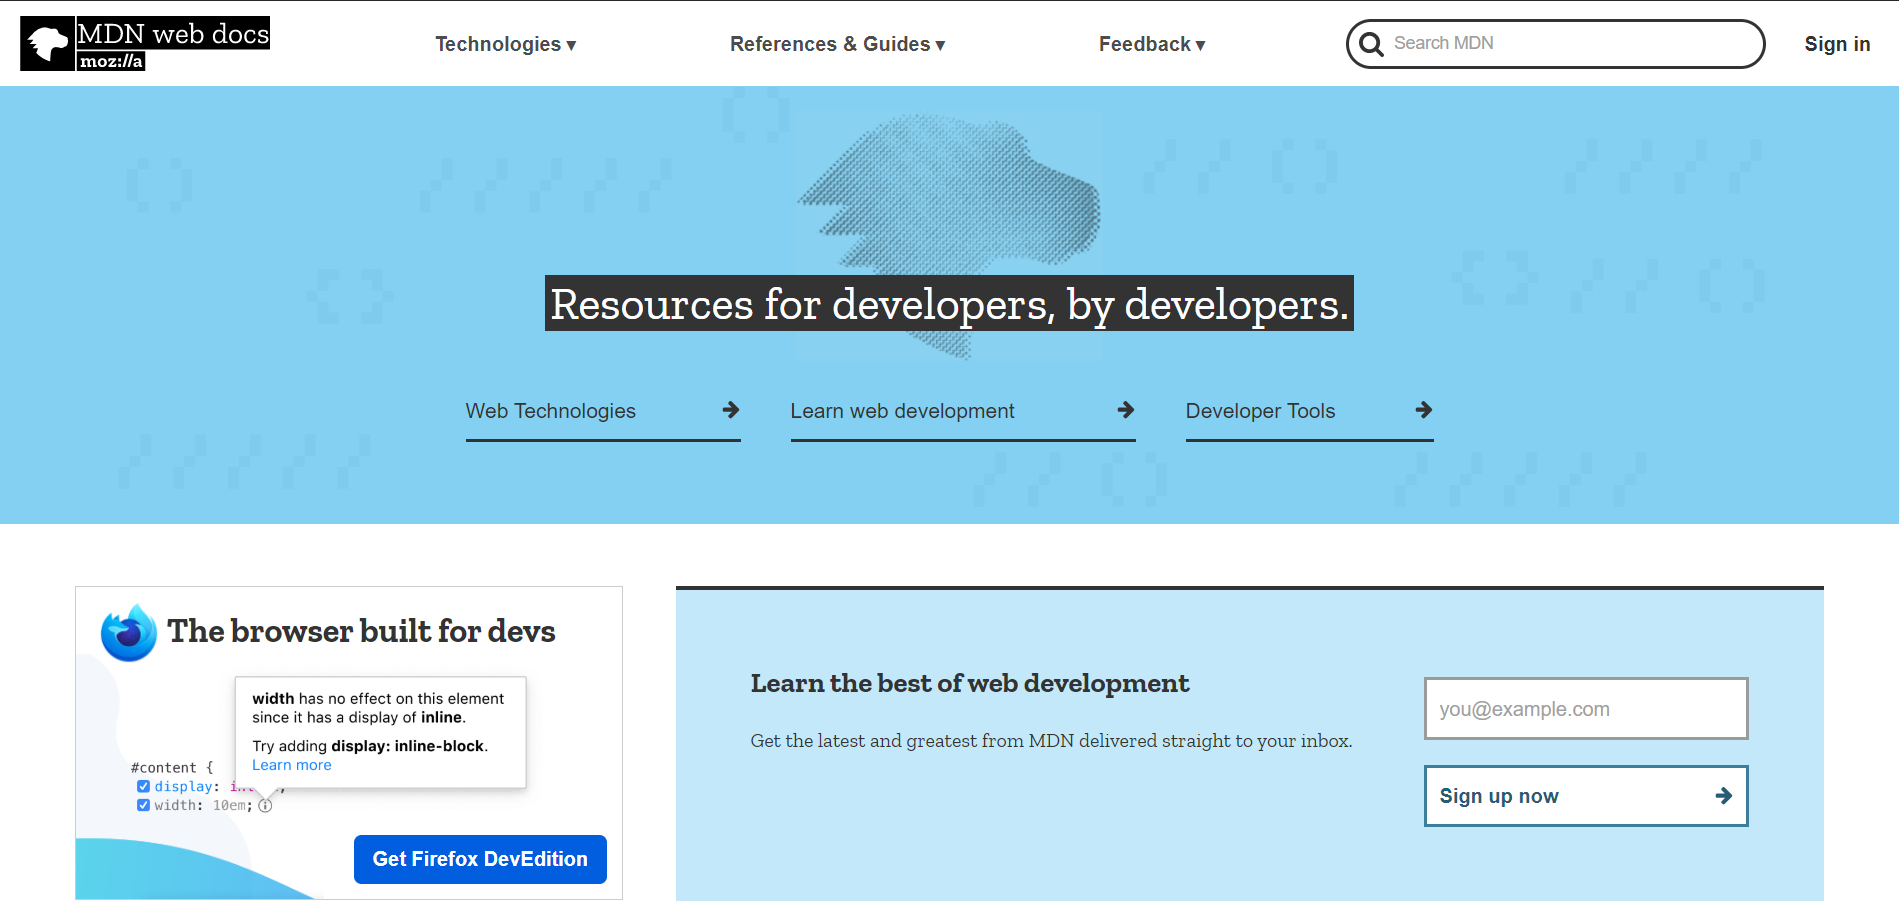 MDN web docs
moz://a
Technologies ▾
References & Guides ▾
Feedback ▾
Search MDN
Sign in
Resources for developers, by developers.
Web Technologies
Learn web development
Developer Tools
The browser built for devs
width has no effect on this element
since it has a display of inline.
Try adding display: inline-block.
Learn more
#content {
display:
width: 10em;
Get Firefox DevEdition
Learn the best of web development
Get the latest and greatest from MDN delivered straight to your inbox.
you@example.com
Sign up now